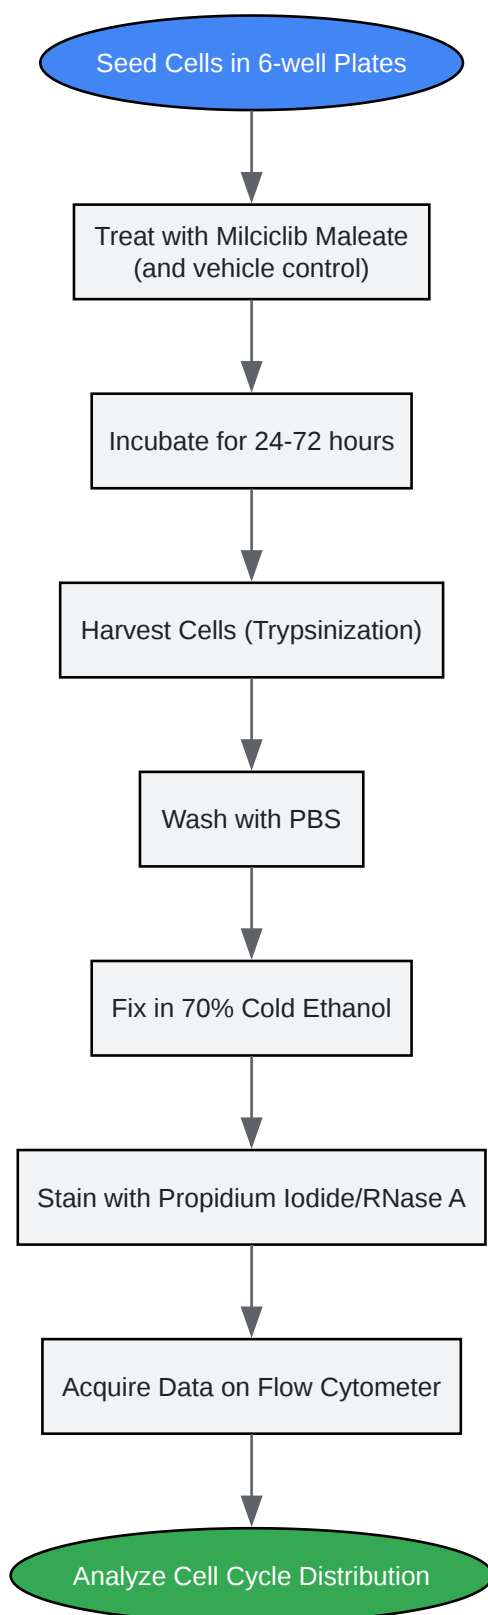 Seed Cells in 6-well Plates
Treat with Milciclib Maleate
(and vehicle control)
Incubate for 24-72 hours
Harvest Cells (Trypsinization)
Wash with PBS
Fix in 70% Cold Ethanol
Stain with Propidium Iodide/RNase A
Acquire Data on Flow Cytometer
Analyze Cell Cycle Distribution